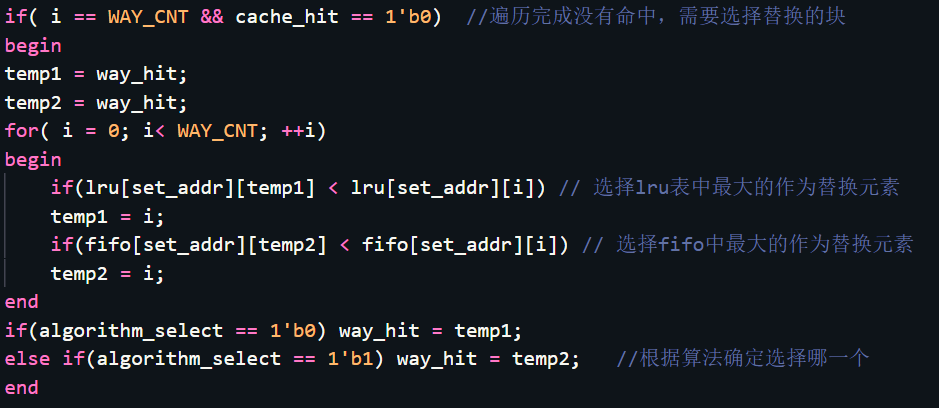 if( i == WAY_CNT && cache_hit == 1'b0)  //遍历完成没有命中，需要选择替换的块
begin
temp1 = way_hit;
temp2 = way_hit;
for( i = 0; i< WAY_CNT; ++i)
begin
    if(lru[set_addr][temp1] < lru[set_addr][i]) // 选择lru表中最大的作为替换元素
    temp1 = i;
    if(fifo[set_addr][temp2] < fifo[set_addr][i]) // 选择fifo中最大的作为替换元素
    temp2 = i;
end
if(algorithm_select == 1'b0) way_hit = temp1;
else if(algorithm_select == 1'b1) way_hit = temp2;   //根据算法确定选择哪一个
end